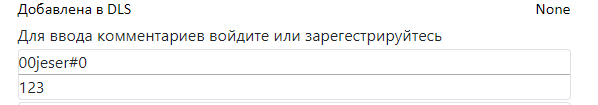 Добавлена в DLS None
Для ввода комментариев войдите или зарегестрируйтесь
00jeser#0
123